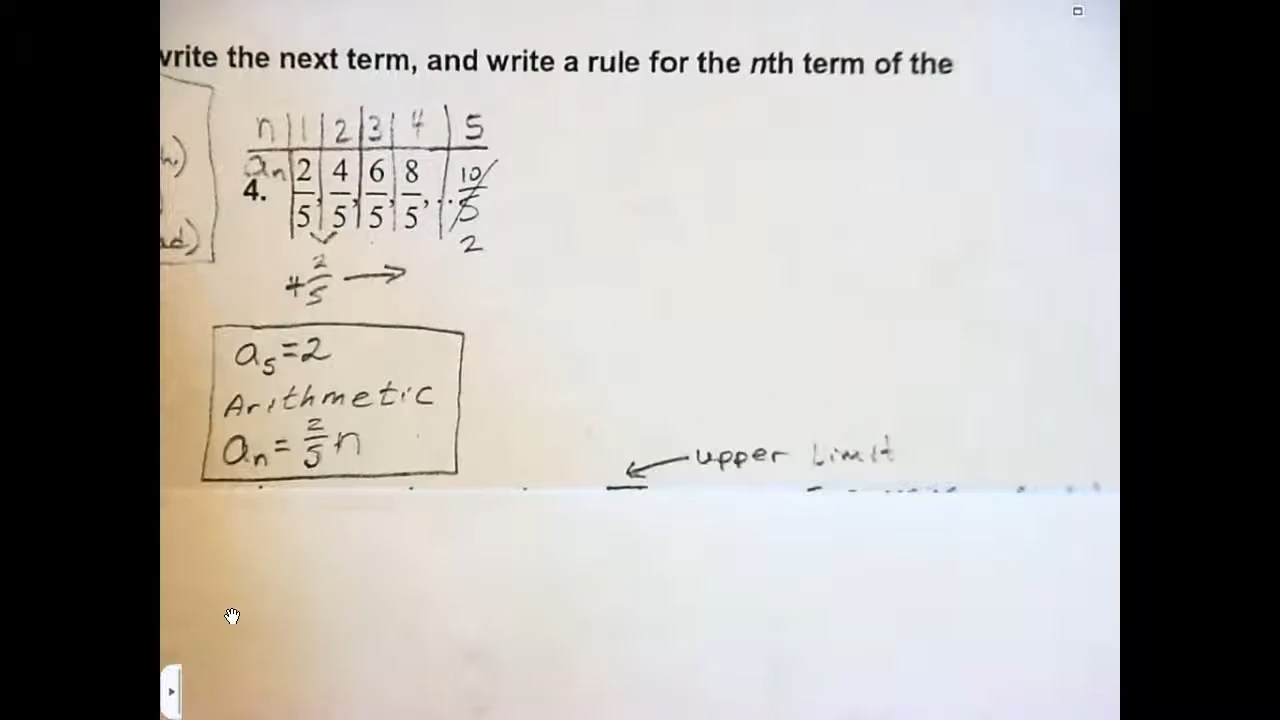 write the next term, and write a rule for the nth term of the
n 1 2 3 4 5
an 2/5, 4/5, 6/5, 8/5, ... 10/5
4.
2
+2/5 →
a5=2
Arithmetic
an = 2/5 n
upper Limit